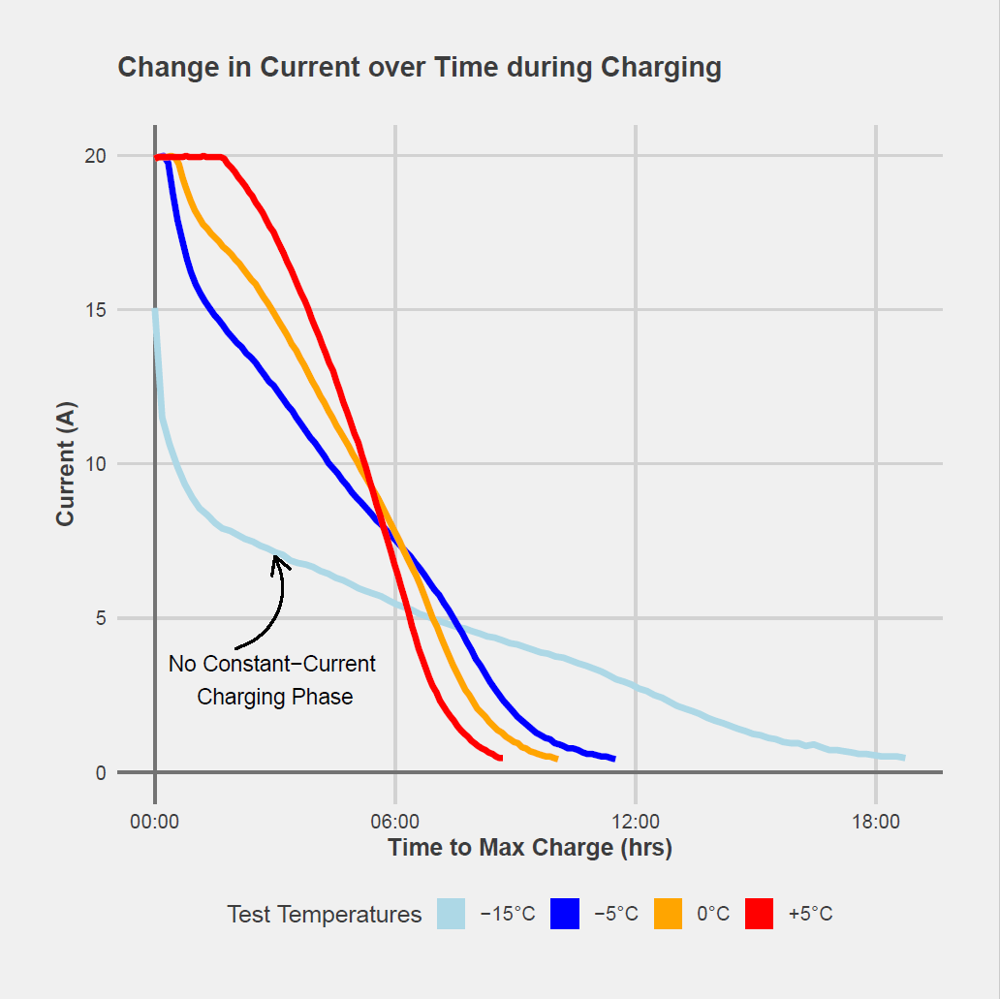 Change in Current over Time during Charging
20
15
10
5
0
Current (A)
No Constant−Current
Charging Phase
00:00 06:00 12:00 18:00
Time to Max Charge (hrs)
Test Temperatures −15°C −5°C 0°C +5°C